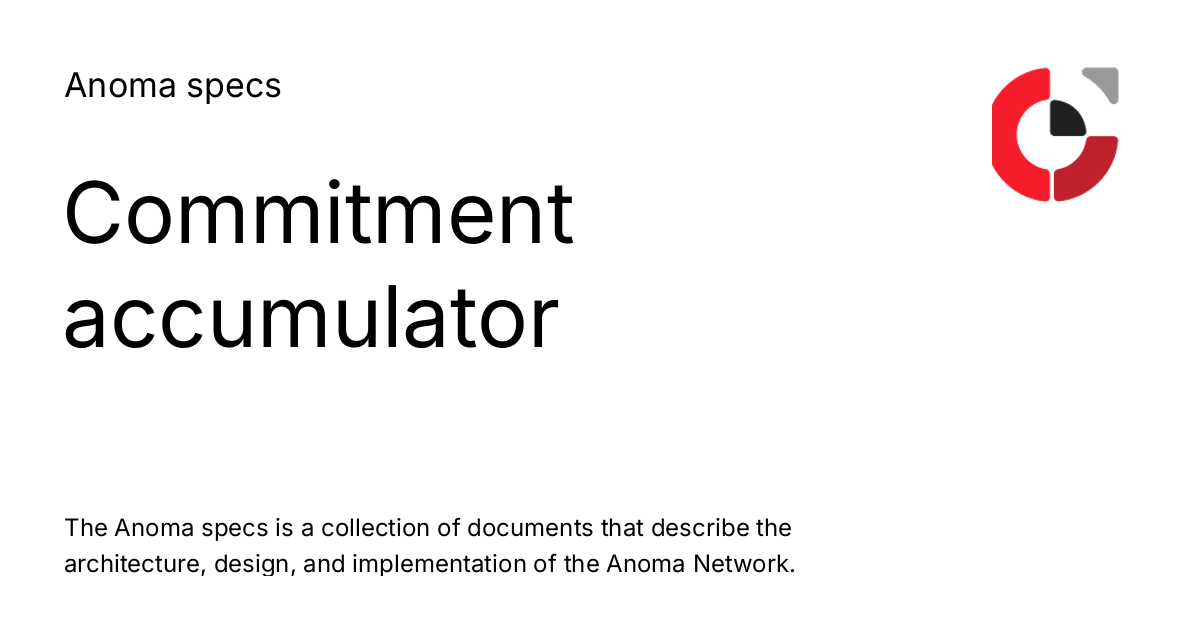 Anoma specs
Commitment
accumulator
The Anoma specs is a collection of documents that describe the
architecture, design, and implementation of the Anoma Network.